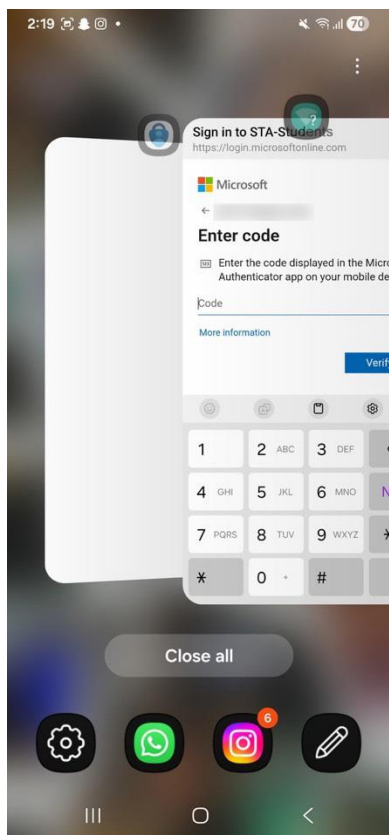 2:19
70
?
Sign in to STA-Students
https://login.microsoftonline.com
Microsoft
Enter code
Enter the code displayed in the Micro
Authenticator app on your mobile de
Code
More information
Verify
1
2 ABC
3 DEF
4 GHI
5 JKL
6 MNO
N
7 PQRS
8 TUV
9 WXYZ
*
*
0 +
#
Close all
6